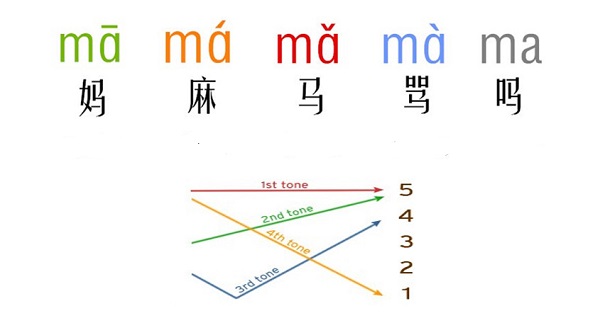 mā má mǎ mà ma
妈 麻 马 骂 吗
1st tone
2nd tone
4th tone
3rd tone
5
4
3
2
1